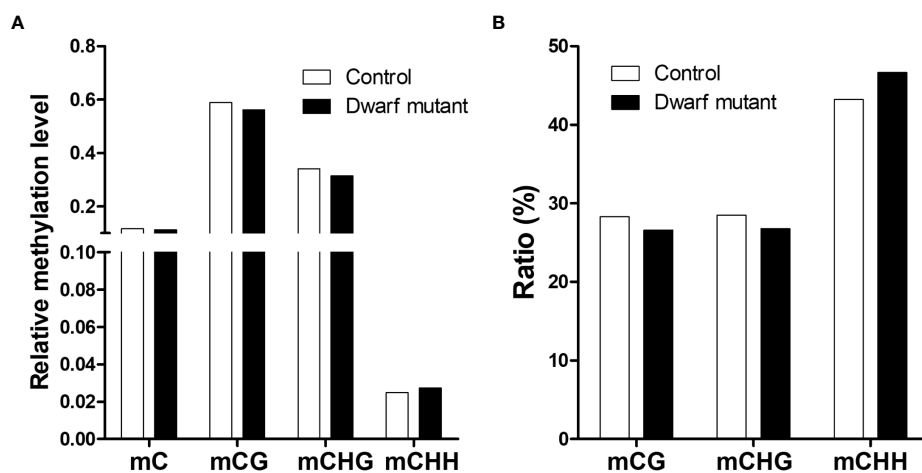 A
Relative methylation level
0.8
0.6
0.4
0.2
0.10
0.08
0.06
0.04
0.02
0.00
Control
Dwarf mutant
mC mCG mCHG mCHH
B
Ratio (%)
50
40
30
20
10
0
Control
Dwarf mutant
mCG mCHG mCHH